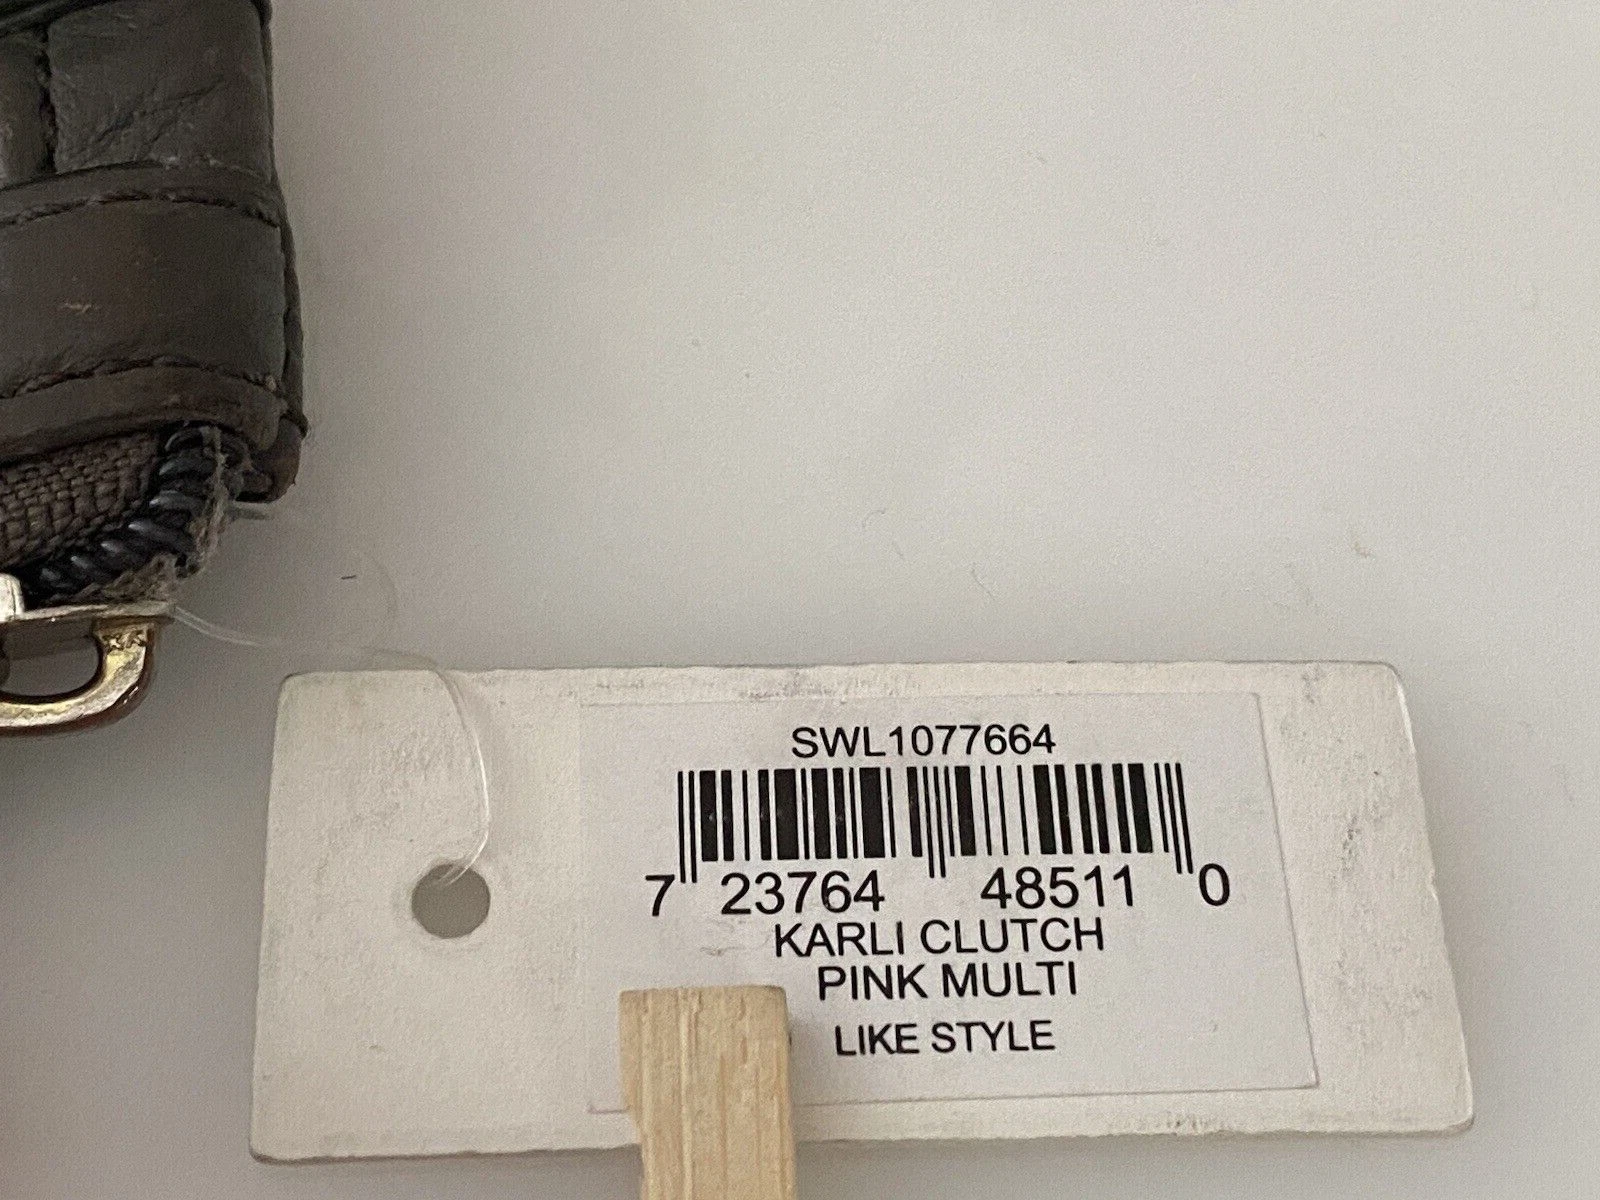 SWL1077664
7 23764 48511 0
KARLI CLUTCH
PINK MULTI
LIKE STYLE